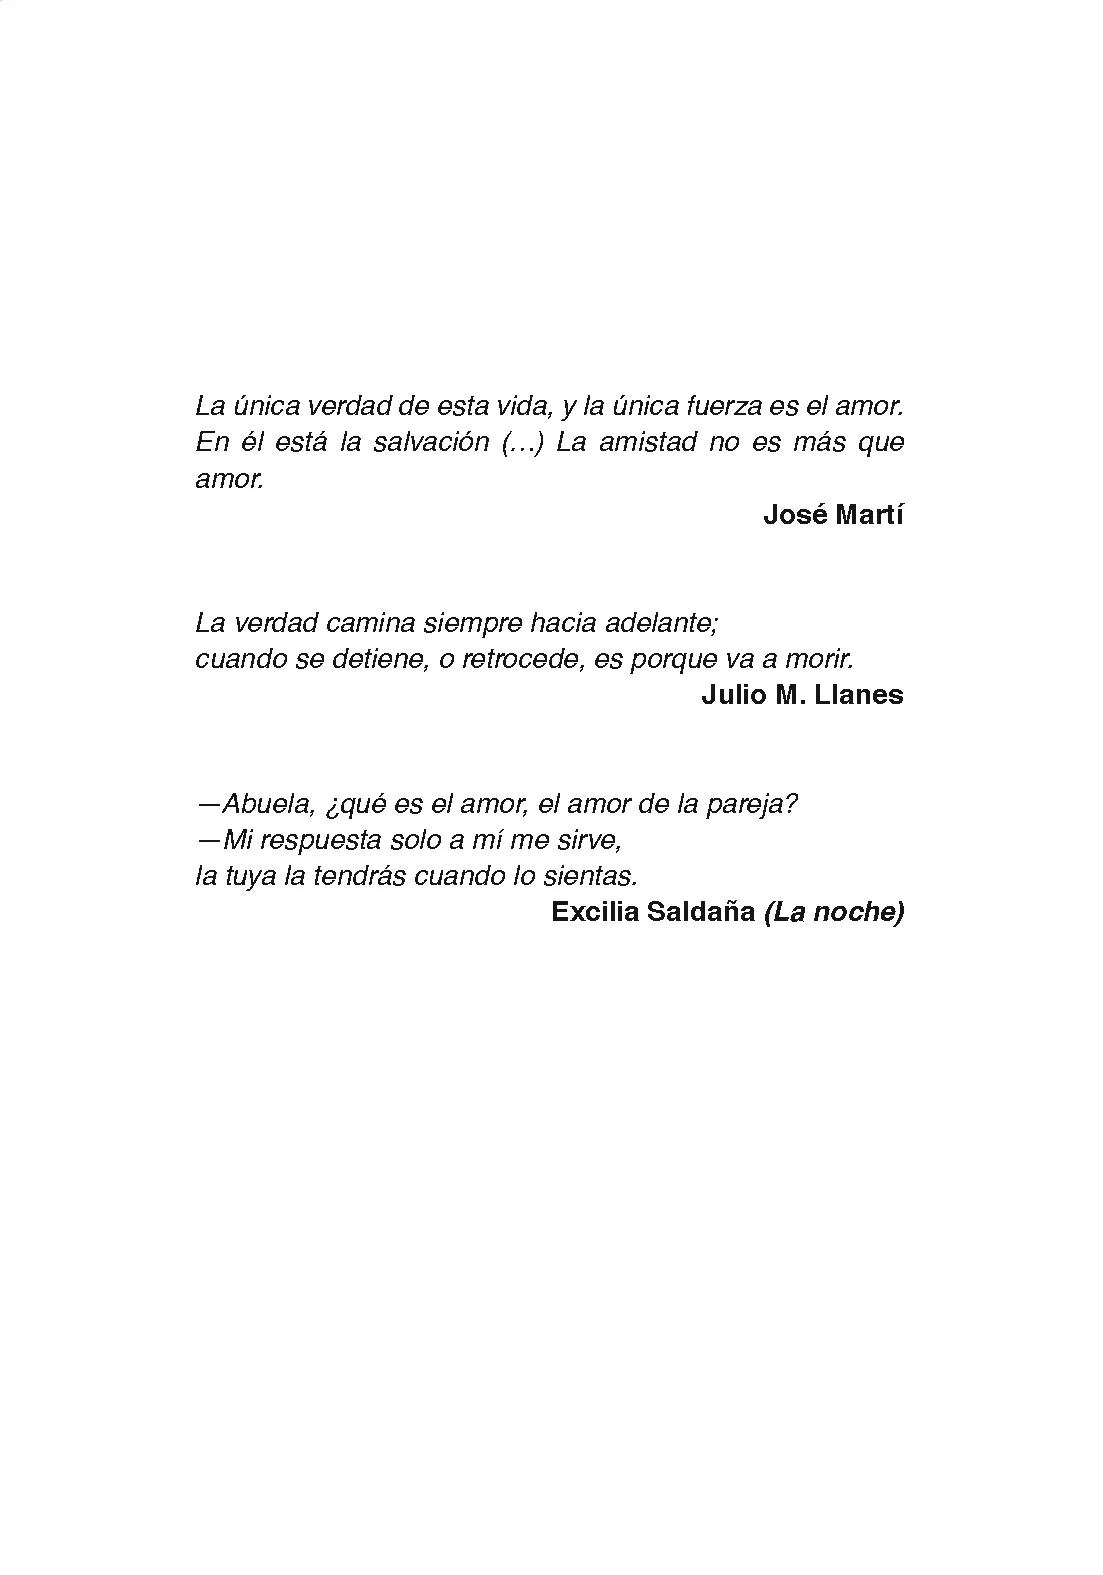 La única verdad de esta vida, y la única fuerza es el amor.
En él está la salvación (…) La amistad no es más que
amor.
José Martí
La verdad camina siempre hacia adelante;
cuando se detiene, o retrocede, es porque va a morir.
Julio M. Llanes
—Abuela, ¿qué es el amor, el amor de la pareja?
—Mi respuesta solo a mí me sirve,
la tuya la tendrás cuando lo sientas.
Excilia Saldaña (La noche)